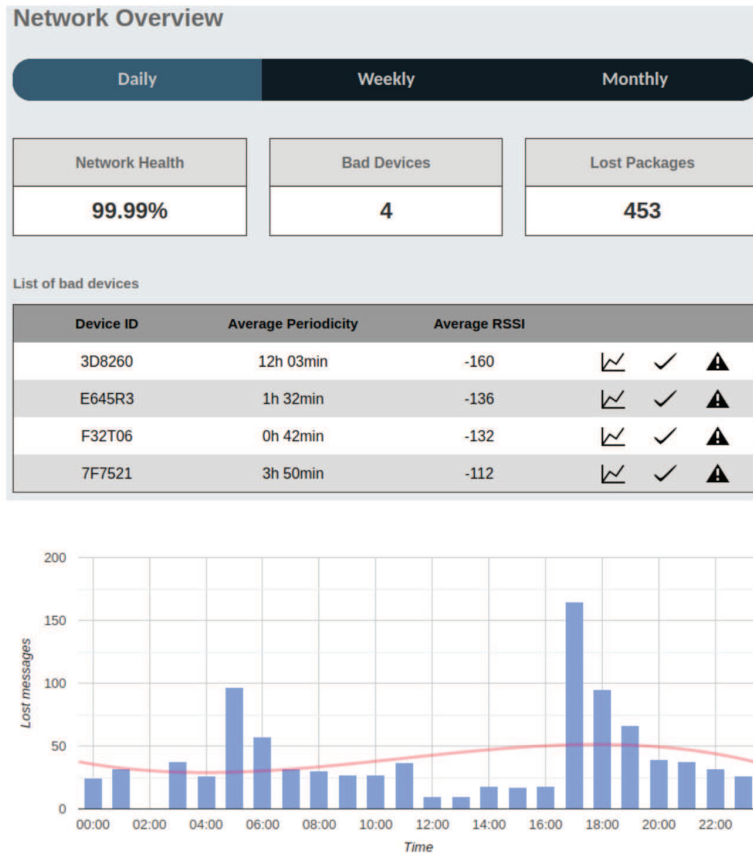 Network Overview
Daily Weekly Monthly
Network Health Bad Devices Lost Packages
99.99% 4 453
List of bad devices
Device ID Average Periodicity Average RSSI
3D8260 12h 03min -160
E645R3 1h 32min -136
F32T06 0h 42min -132
7F7521 3h 50min -112
200
150
100
50
0
Lost messages
00:00 02:00 04:00 06:00 08:00 10:00 12:00 14:00 16:00 18:00 20:00 22:00
Time